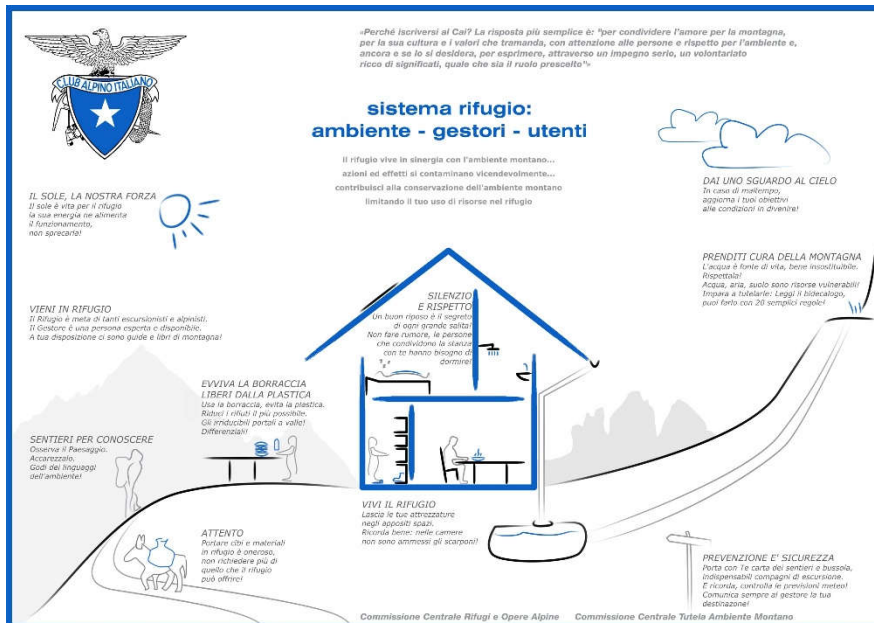 «Perché iscriversi al Cai? La risposta più semplice è: "per condividere l'amore per la montagna,
per la sua cultura e i valori che tramanda, con attenzione alle persone e rispetto per l'ambiente e,
ancora e se lo si desidera, per esprimere, attraverso un impegno serio, un volontariato
ricco di significati, quale che sia il ruolo prescelto"»
CLUB ALPINO ITALIANO
sistema rifugio:
ambiente - gestori - utenti
Il rifugio vive in sinergia con l'ambiente montano...
azioni ed effetti si contaminano vicendevolmente...
contribuisci alla conservazione dell'ambiente montano
limitando il tuo uso di risorse nel rifugio
DAI UNO SGUARDO AL CIELO
In caso di maltempo,
aggiorna i tuoi obiettivi
alle condizioni in divenire!
IL SOLE, LA NOSTRA FORZA
Il sole è vita per il rifugio
la sua energia ne alimenta
il funzionamento,
non sprecarla!
PRENDITI CURA DELLA MONTAGNA
L'acqua è fonte di vita, bene insostituibile.
Rispettala!
Acqua, aria, suolo sono risorse vulnerabili!
Impara a tutelarle: Leggi il bidecalogo,
puoi farlo con 20 semplici regole!
VIENI IN RIFUGIO
Il Rifugio è meta di tanti escursionisti e alpinisti.
Il Gestore è una persona esperta e disponibile.
A tua disposizione ci sono guide e libri di montagna!
SILENZIO
E RISPETTO
Un buon riposo è il segreto
di ogni grande salita!
Non fare rumore, le persone
che condividono la stanza
con te hanno bisogno di
dormire!
EVVIVA LA BORRACCIA
LIBERI DALLA PLASTICA
Usa la borraccia, evita la plastica.
Riduci i rifiuti il più possibile.
Gli irriducibili portali a valle!
Differenziali!
SENTIERI PER CONOSCERE
Osserva il Paesaggio.
Accarezzalo.
Godi dei linguaggi
dell'ambiente!
VIVI IL RIFUGIO
Lascia le tue attrezzature
negli appositi spazi.
Ricorda bene: nelle camere
non sono ammessi gli scarponi!
ATTENTO
Portare cibi e materiali
in rifugio è oneroso,
non richiedere più di
quello che il rifugio
può offrire!
PREVENZIONE E' SICUREZZA
Porta con Te carta dei sentieri e bussola,
indispensabili compagni di escursione.
E ricorda, controlla le previsioni meteo!
Comunica sempre al gestore la tua
destinazone!
Commissione Centrale Rifugi e Opere Alpine Commissione Centrale Tutela Ambiente Montano